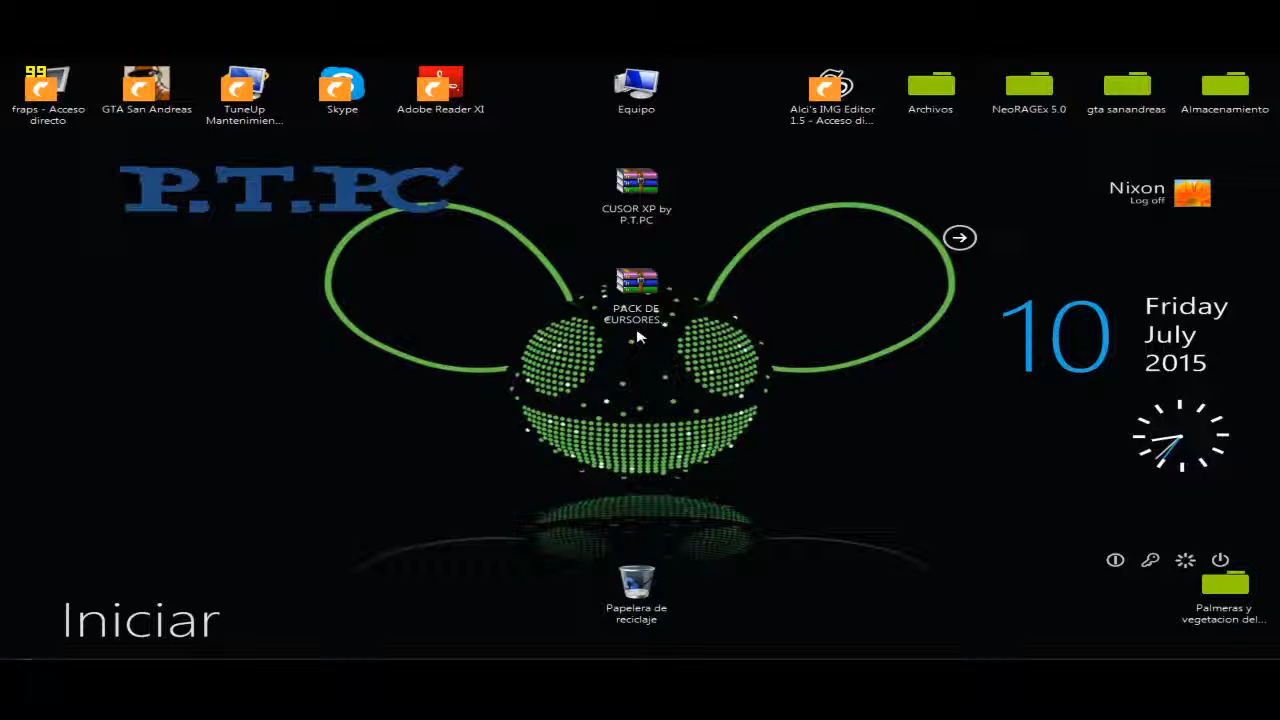 99
fraps - Acceso
directo
GTA San Andreas
TuneUp
Mantenimien...
Skype
Adobe Reader XI
Equipo
Alci's IMG Editor
1.5 - Acceso di...
Archivos
NeoRAGEx 5.0
gta sanandreas
Almacenamiento
P.T.PC
CUSOR XP by
P.T.PC
Nixon
Log off
PACK DE
CURSORES
10
Friday
July
2015
Papelera de
reciclaje
Palmeras y
vegetacion del...
Iniciar